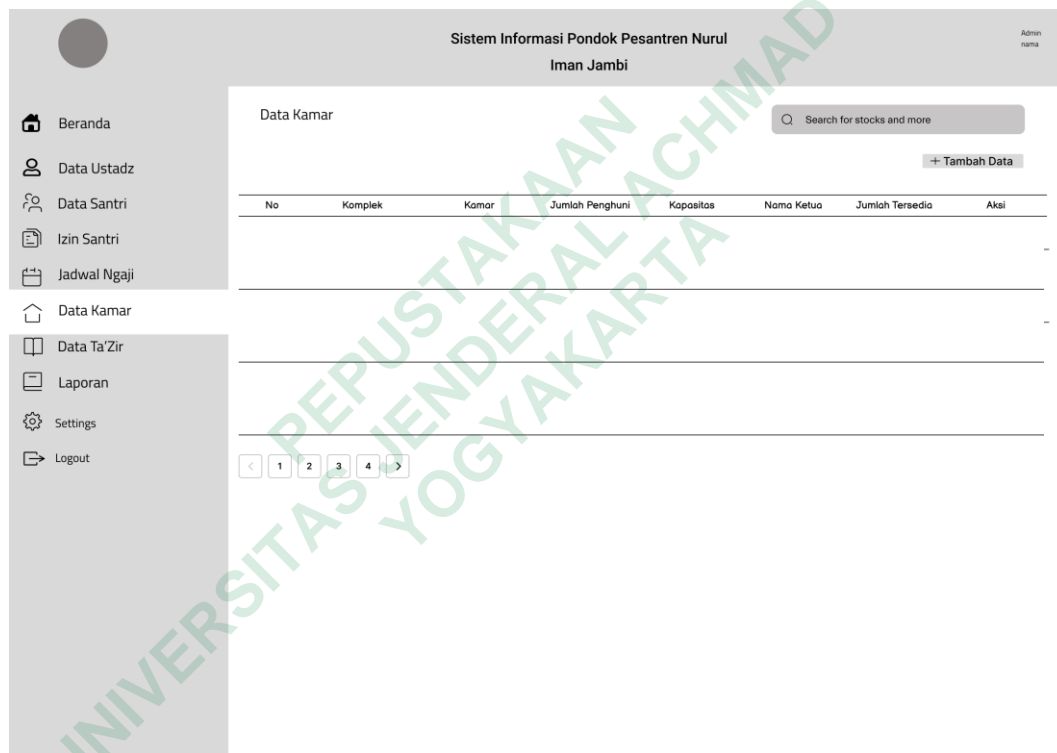 Sistem Informasi Pondok Pesantren Nurul
Iman Jambi
Admin
nama
Beranda
Data Ustadz
Data Santri
Izin Santri
Jadwal Ngaji
Data Kamar
Data Ta'Zir
Laporan
Settings
Logout
Data Kamar
Search for stocks and more
+ Tambah Data
No Komplek Kamar Jumlah Penghuni Kapasitas Nama Ketua Jumlah Tersedia Aksi
< 1 2 3 4 >
PEPUSTAKAAN
UNIVERSITAS JENDERAL ACHMAD
YOGYAKARTA